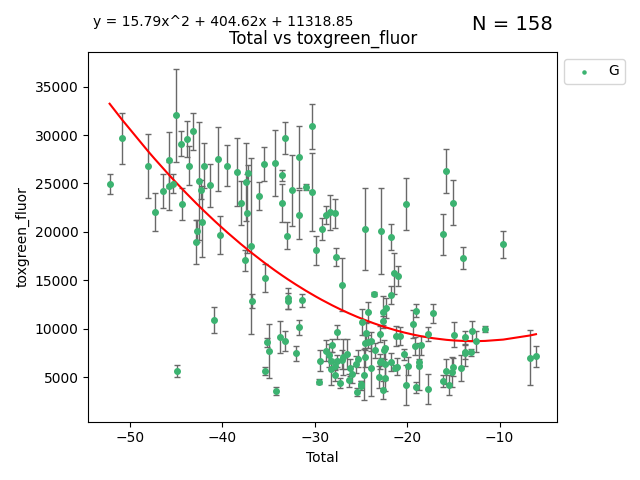 y = 15.79x^2 + 404.62x + 11318.85
N = 158
Total vs toxgreen_fluor
G
35000
30000
25000
20000
15000
10000
5000
toxgreen_fluor
−50
−40
−30
−20
−10
Total